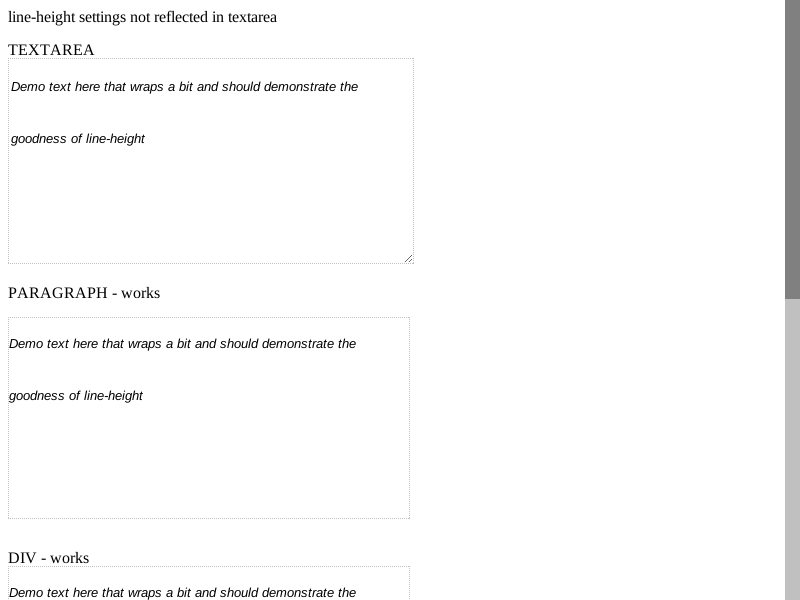 line-height settings not reflected in textarea
TEXTAREA
Demo text here that wraps a bit and should demonstrate the
goodness of line-height
PARAGRAPH - works
Demo text here that wraps a bit and should demonstrate the
goodness of line-height
DIV - works
Demo text here that wraps a bit and should demonstrate the